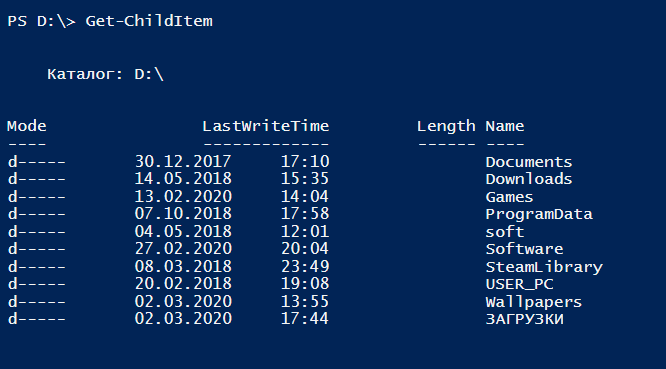 PS D:\> Get-ChildItem
Каталог: D:\
Mode LastWriteTime Length Name
---- ------------- ------ ----
d----- 30.12.2017 17:10 Documents
d----- 14.05.2018 15:35 Downloads
d----- 13.02.2020 14:04 Games
d----- 07.10.2018 17:58 ProgramData
d----- 04.05.2018 12:01 soft
d----- 27.02.2020 20:04 Software
d----- 08.03.2018 23:49 SteamLibrary
d----- 20.02.2018 19:08 USER_PC
d----- 02.03.2020 13:55 Wallpapers
d----- 02.03.2020 17:44 ЗАГРУЗКИ